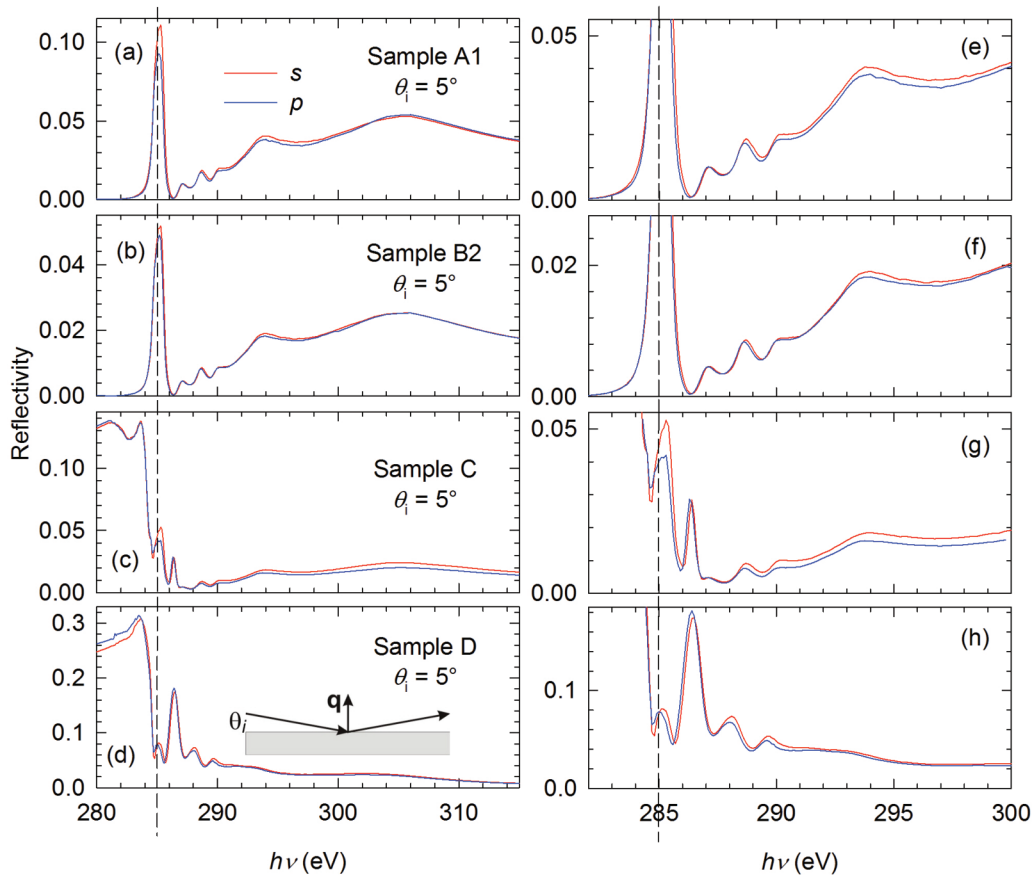 (a)
s
p
Sample A1
θi = 5°
0.10
0.05
0.00
(e)
0.05
0.00
(b)
Sample B2
θi = 5°
0.04
0.02
0.00
(f)
0.02
0.00
Reflectivity
(c)
Sample C
θi = 5°
0.10
0.05
0.00
(g)
0.05
0.00
(d)
Sample D
θi = 5°
q
θi
0.3
0.2
0.1
0.0
(h)
0.1
0.0
280 290 300 310
285 290 295 300
hν (eV)
hν (eV)